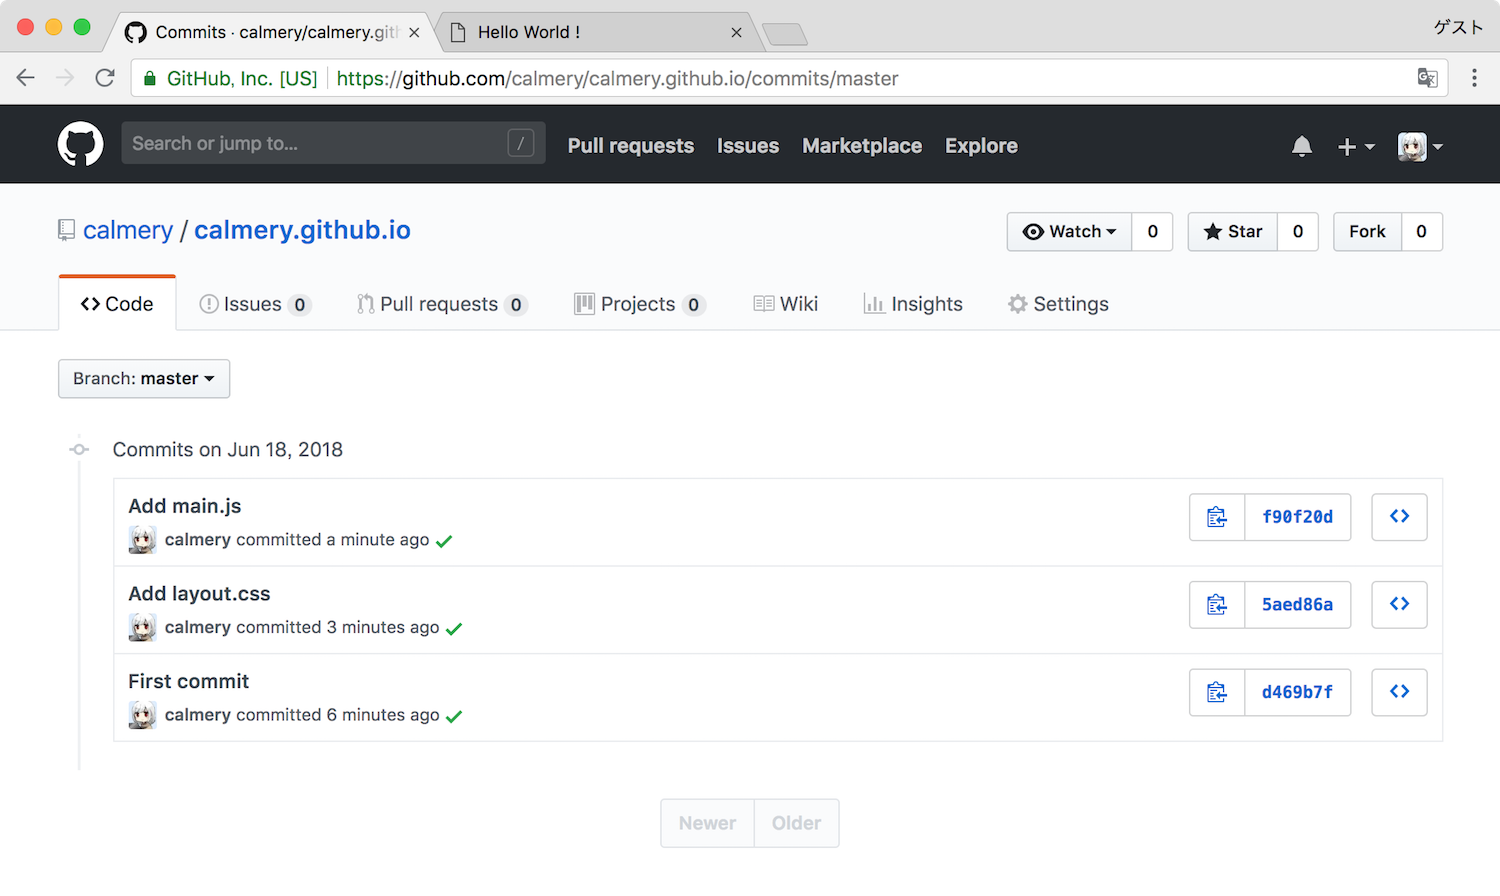 Commits · calmery/calmery.gith
Hello World !
ゲスト
GitHub, Inc. [US]
https://github.com/calmery/calmery.github.io/commits/master
Search or jump to... /
Pull requests
Issues
Marketplace
Explore
calmery / calmery.github.io
Watch 0
Star 0
Fork 0
Code
Issues 0
Pull requests 0
Projects 0
Wiki
Insights
Settings
Branch: master
Commits on Jun 18, 2018
Add main.js
calmery committed a minute ago
f90f20d
Add layout.css
calmery committed 3 minutes ago
5aed86a
First commit
calmery committed 6 minutes ago
d469b7f
Newer
Older